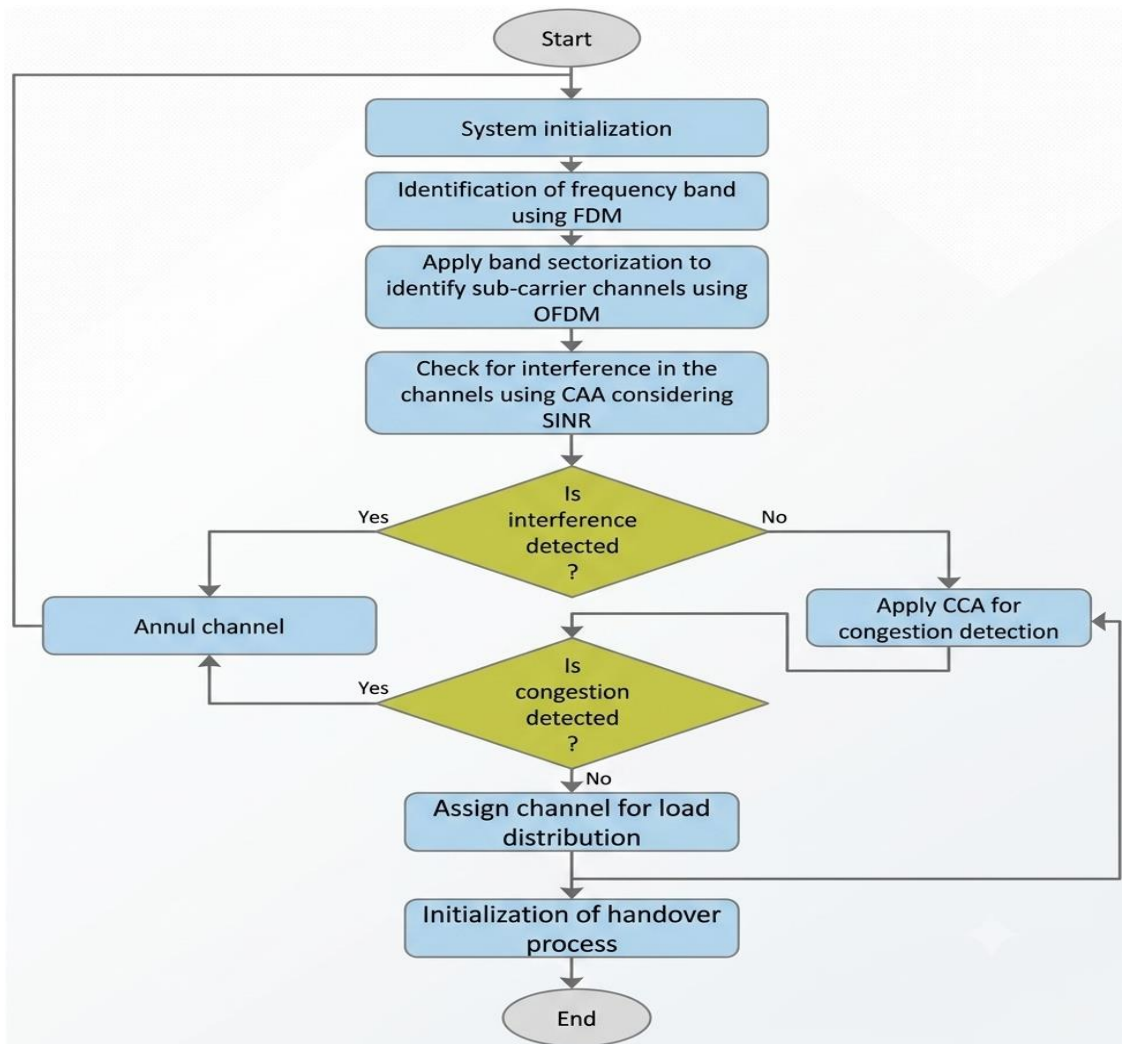 Start
System initialization
Identification of frequency band
using FDM
Apply band sectorization to
identify sub-carrier channels using
OFDM
Check for interference in the
channels using CAA considering
SINR
Is
interference
detected
?
Yes
No
Annul channel
Apply CCA for
congestion detection
Is
congestion
detected
?
Yes
No
Assign channel for load
distribution
Initialization of handover
process
End